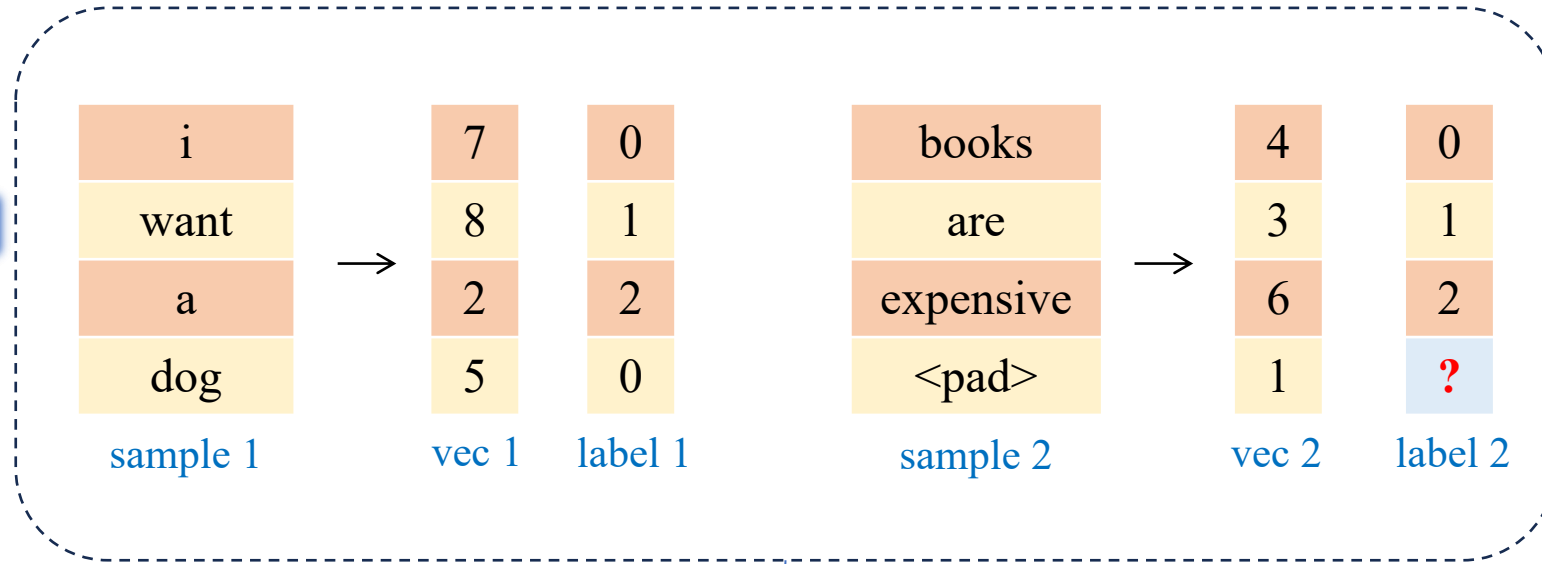 i 7 0 books 4 0
want 8 1 are 3 1
a 2 2 expensive 6 2
dog 5 0 <pad> 1 ?
sample 1 vec 1 label 1 sample 2 vec 2 label 2